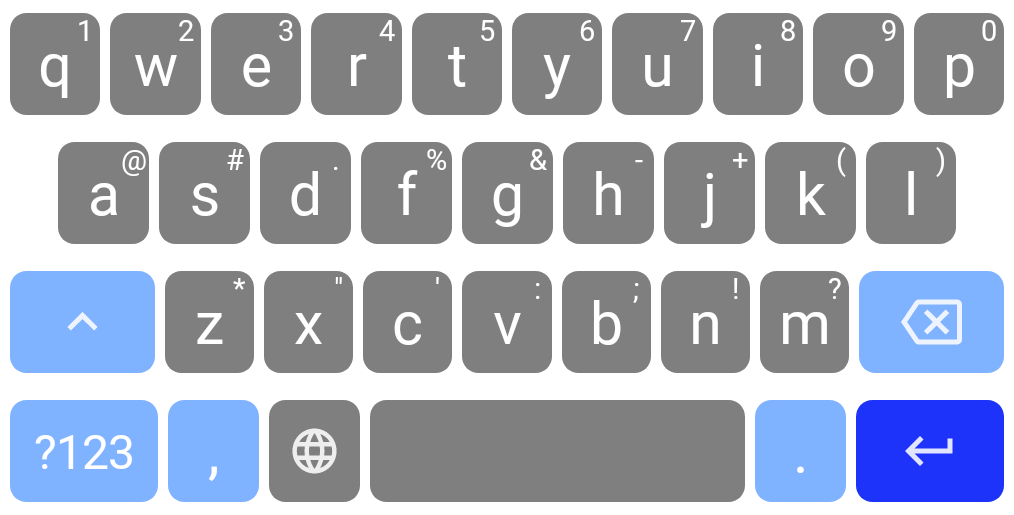 q1 w2 e3 r4 t5 y6 u7 i8 o9 p0
a@ s# d. f% g& h- j+ k( l)
z* x" c' v: b; n! m?
?123 , .